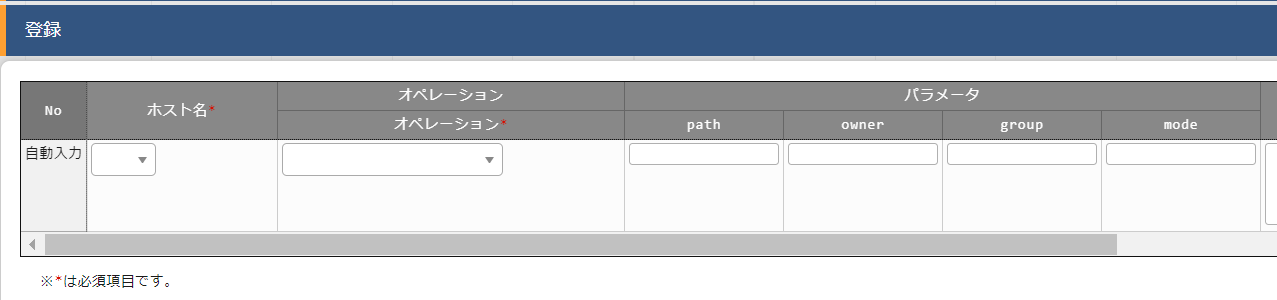 登録
No ホスト名* オペレーション パラメータ
オペレーション* path owner group mode
自動入力
※*は必須項目です。